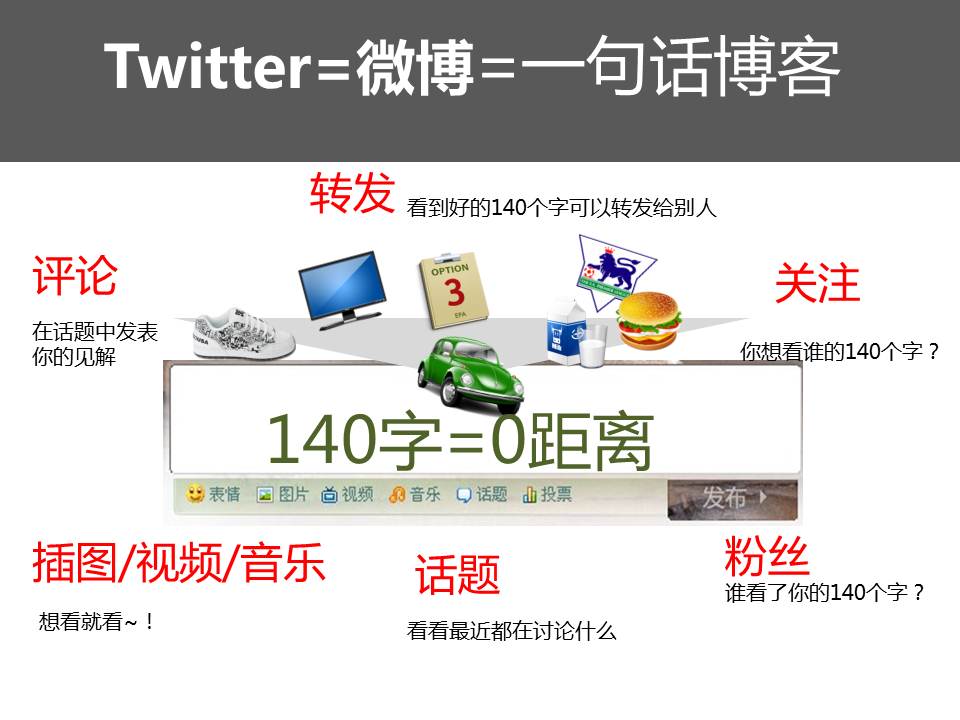 Twitter=微博=一句话博客
转发 看到好的140个字可以转发给别人
评论
在话题中发表
你的见解
关注
你想看谁的140个字？
OPTION
3
EPA
140字=0距离
表情 图片 视频 音乐 话题 投票 发布
插图/视频/音乐
想看就看~！
话题
看看最近都在讨论什么
粉丝
谁看了你的140个字？